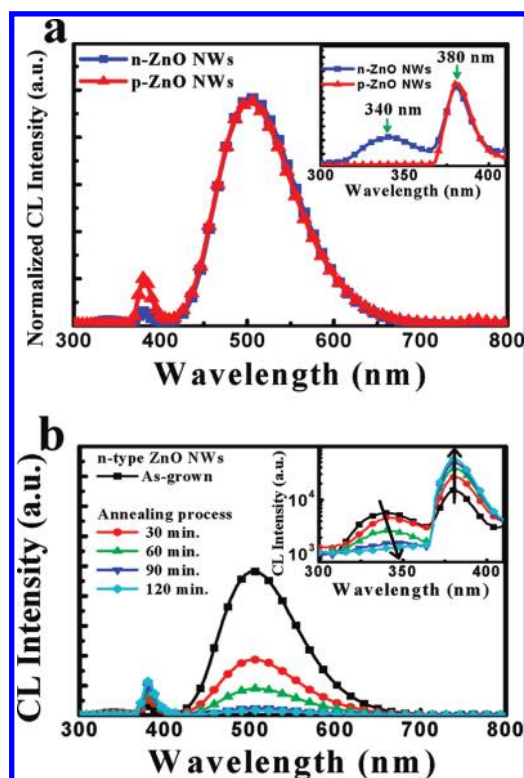 a
n-ZnO NWs
p-ZnO NWs
n-ZnO NWs
p-ZnO NWs
380 nm
340 nm
300 350 400
Wavelength (nm)
Normalized CL Intensity (a.u.)
300 400 500 600 700 800
Wavelength (nm)
b
n-type ZnO NWs
As-grown
Annealing process
30 min.
60 min.
90 min.
120 min.
CL Intensity (a.u.)
10^4
10^3
300 350 400
Wavelength (nm)
CL Intensity (a.u.)
300 400 500 600 700 800
Wavelength (nm)